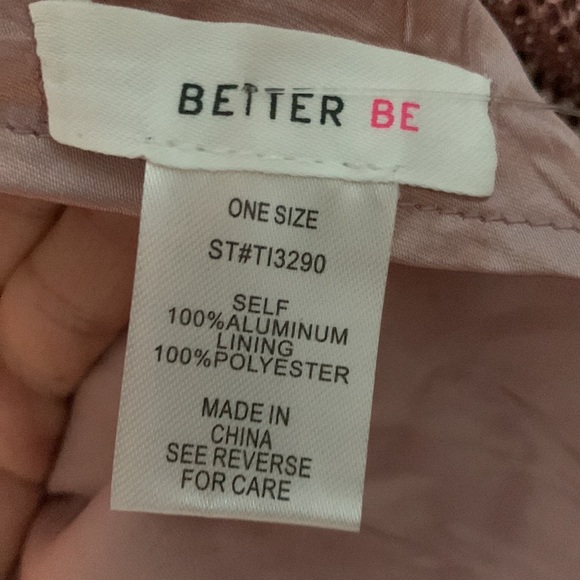 BETTER BE
ONE SIZE
ST#TI3290
SELF
100%ALUMINUM
LINING
100%POLYESTER
MADE IN
CHINA
SEE REVERSE
FOR CARE